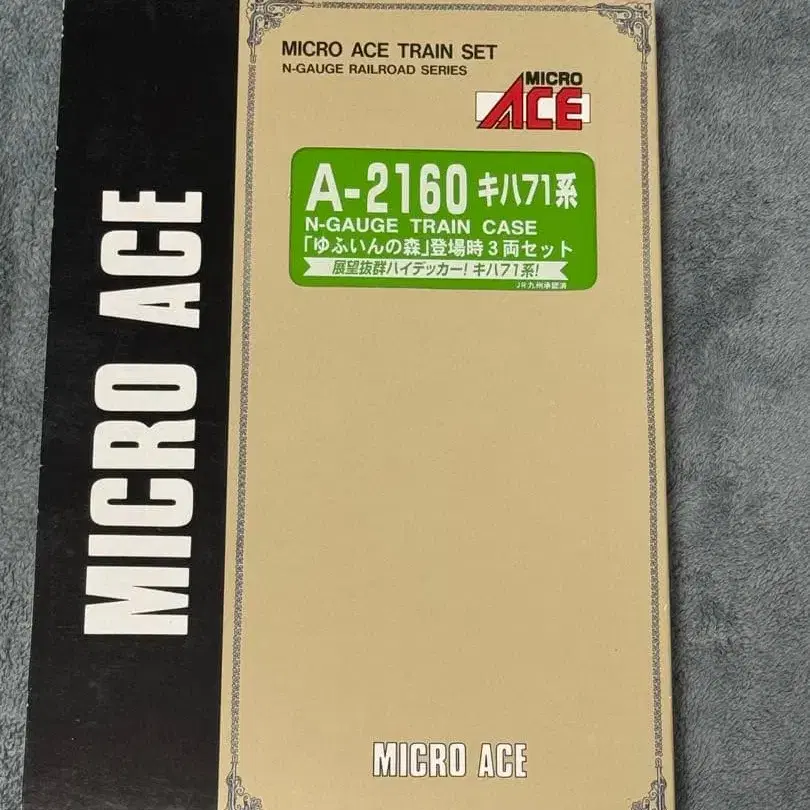 MICRO ACE
MICRO ACE TRAIN SET
N-GAUGE RAILROAD SERIES
MICRO
ACE
A-2160 キハ71系
N-GAUGE TRAIN CASE
「ゆふいんの森」登場時3両セット
展望抜群ハイデッカー!キハ71系!
JR九州承認済
MICRO ACE